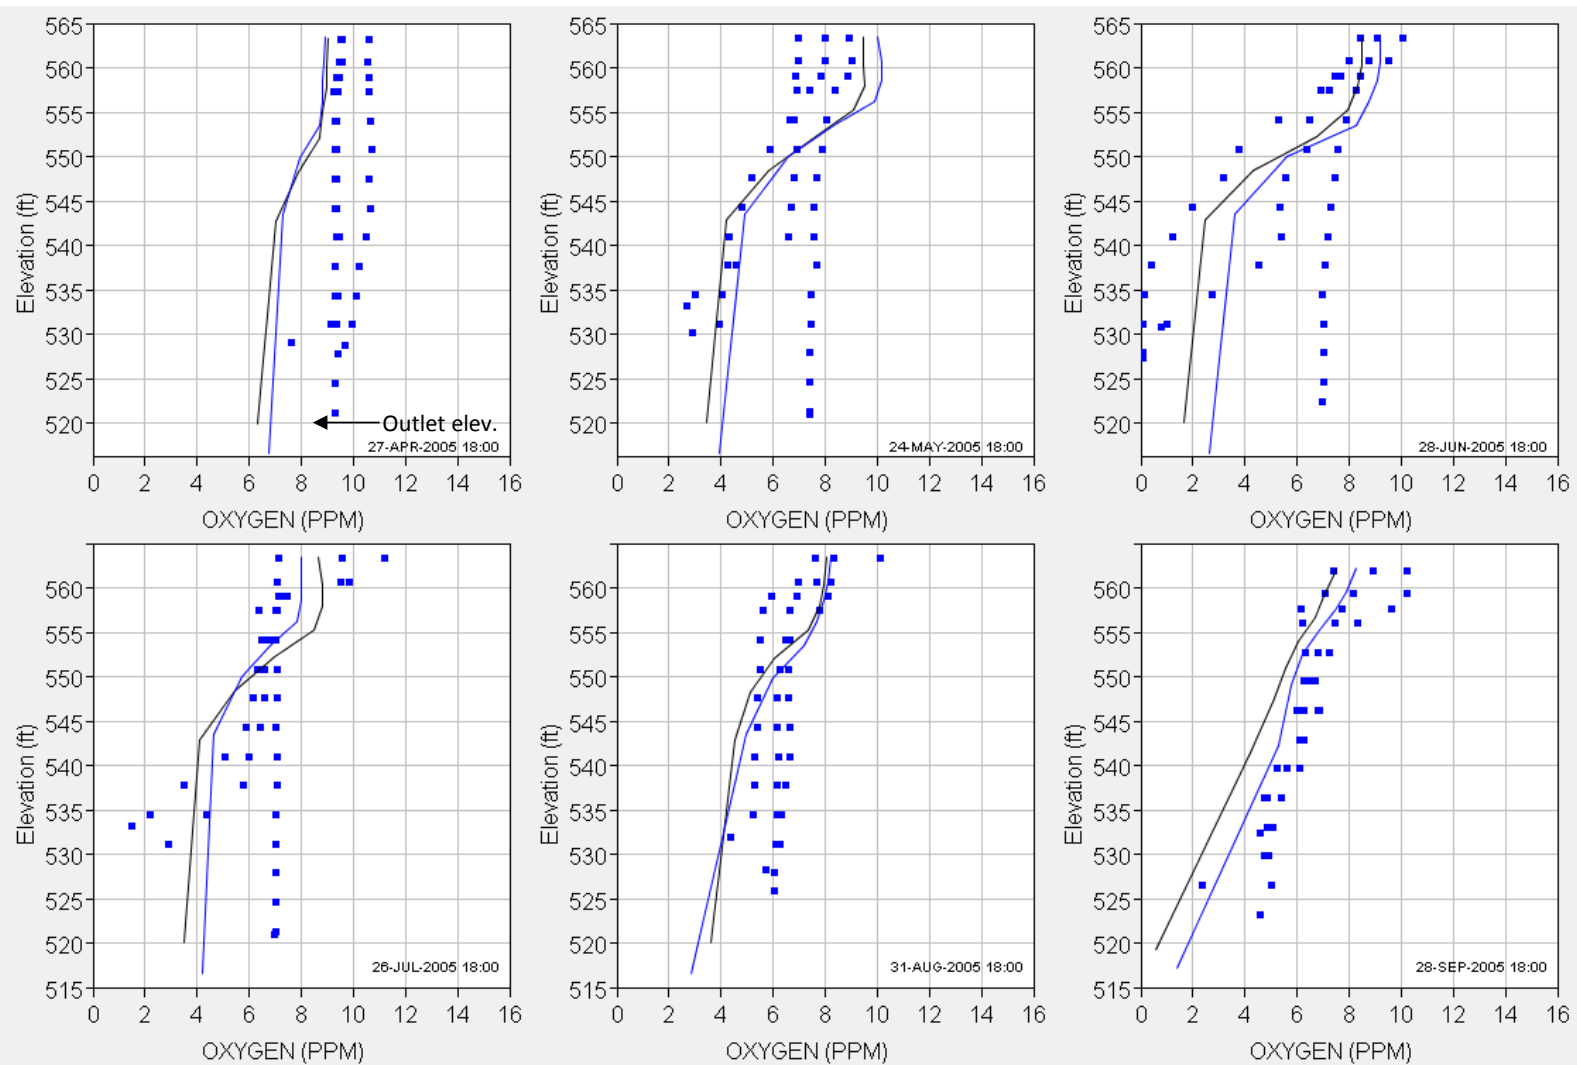 565
560
555
550
545
540
535
530
525
520
Elevation (ft)
Outlet elev.
27-APR-2005 18:00
0 2 4 6 8 10 12 14 16
OXYGEN (PPM)
565
560
555
550
545
540
535
530
525
520
Elevation (ft)
24-MAY-2005 18:00
0 2 4 6 8 10 12 14 16
OXYGEN (PPM)
565
560
555
550
545
540
535
530
525
520
Elevation (ft)
28-JUN-2005 18:00
0 2 4 6 8 10 12 14 16
OXYGEN (PPM)
560
555
550
545
540
535
530
525
520
515
Elevation (ft)
26-JUL-2005 18:00
0 2 4 6 8 10 12 14 16
OXYGEN (PPM)
560
555
550
545
540
535
530
525
520
515
Elevation (ft)
31-AUG-2005 18:00
0 2 4 6 8 10 12 14 16
OXYGEN (PPM)
560
555
550
545
540
535
530
525
520
515
Elevation (ft)
28-SEP-2005 18:00
0 2 4 6 8 10 12 14 16
OXYGEN (PPM)